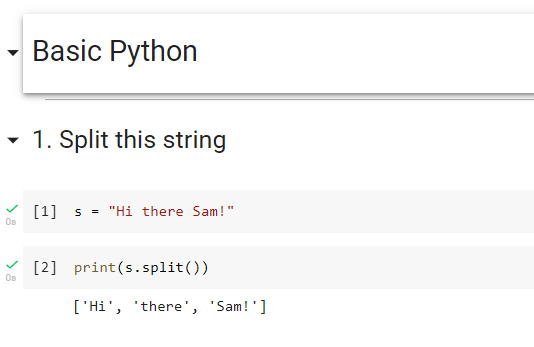 Basic Python
1. Split this string
0s
[1] s = "Hi there Sam!"
0s
[2] print(s.split())
['Hi', 'there', 'Sam!']